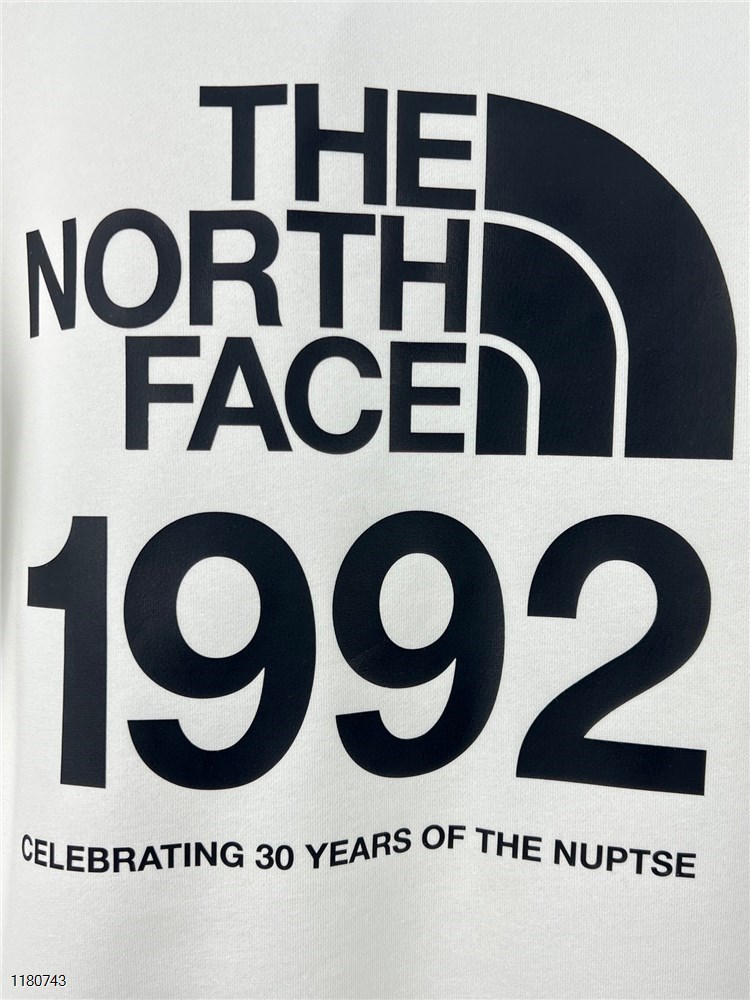 THE
NORTH
FACE
1992
CELEBRATING 30 YEARS OF THE NUPTSE
1180743